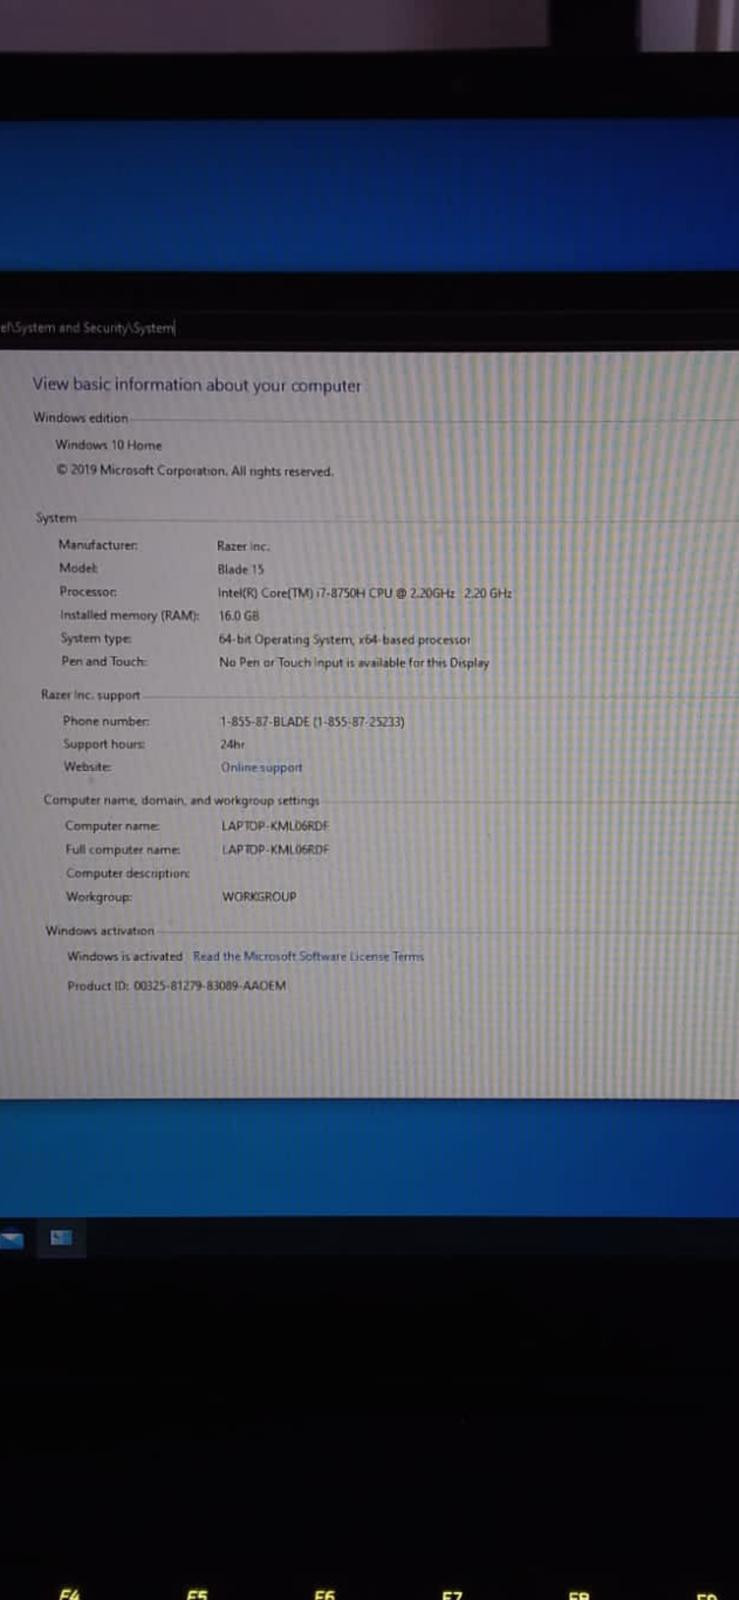 el\System and Security\System
View basic information about your computer
Windows edition
Windows 10 Home
© 2019 Microsoft Corporation. All rights reserved.
System
Manufacturer: Razer Inc.
Model: Blade 15
Processor: Intel(R) Core(TM) i7-8750H CPU @ 2.20GHz 2.20 GHz
Installed memory (RAM): 16.0 GB
System type: 64-bit Operating System, x64-based processor
Pen and Touch: No Pen or Touch Input is available for this Display
Razer Inc. support
Phone number: 1-855-87-BLADE (1-855-87-25233)
Support hours: 24hr
Website: Online support
Computer name, domain, and workgroup settings
Computer name: LAPTOP-KML06RDF
Full computer name: LAPTOP-KML06RDF
Computer description:
Workgroup: WORKGROUP
Windows activation
Windows is activated Read the Microsoft Software License Terms
Product ID: 00325-81279-83089-AAOEM
F4 F5 F6 F7 F8 F9